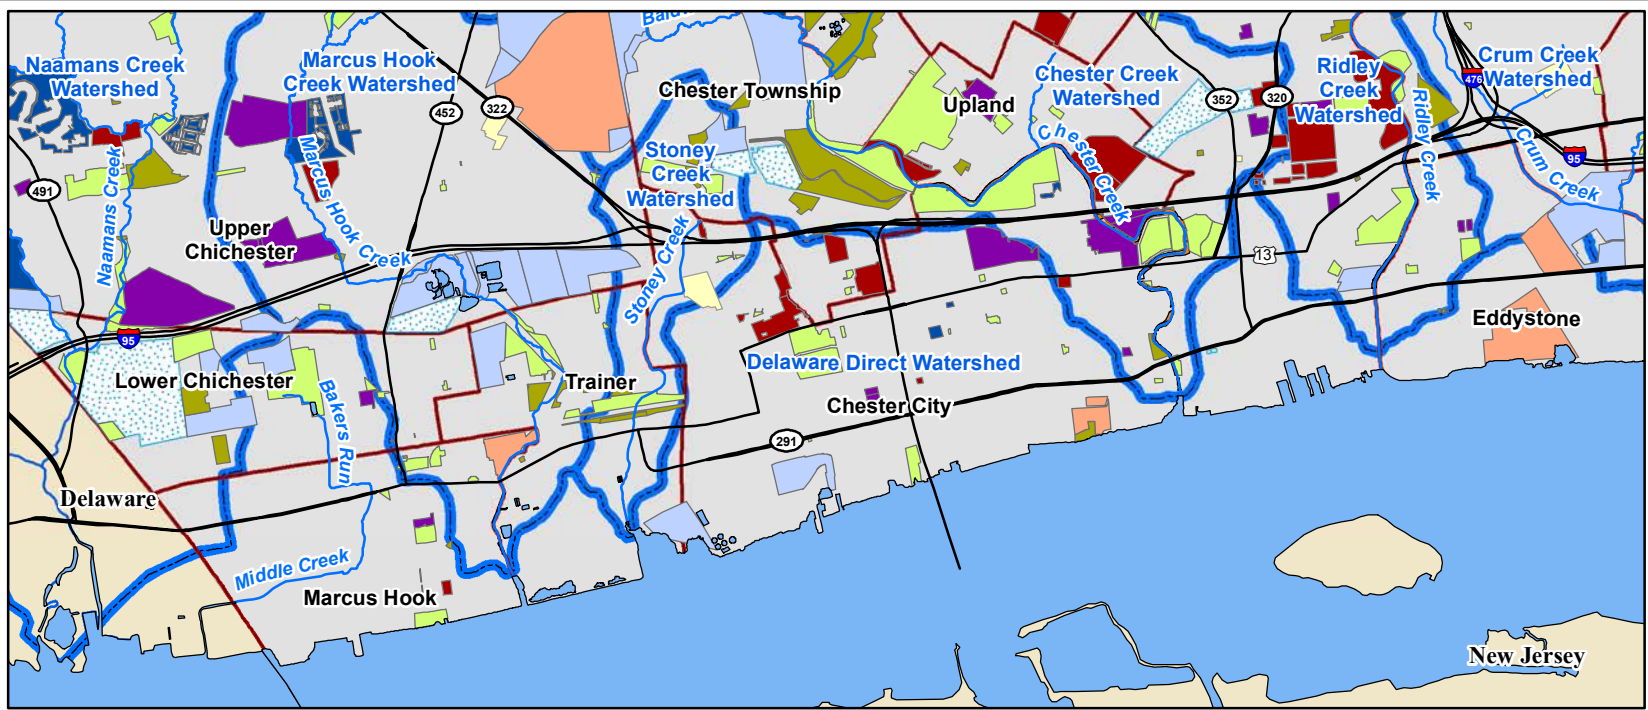 Baldw
Naamans Creek
Watershed
Marcus Hook
Creek Watershed
452
322
Chester Township
Upland
Chester Creek
Watershed
352
320
Ridley
Creek
Watershed
476
Crum Creek
Watershed
95
491
Naamans Creek
Marcus Hook Creek
Stoney
Creek
Watershed
Chester Creek
Ridley Creek
Crum Creek
Upper
Chichester
Stoney Creek
13
95
Lower Chichester
Bakers Run
Trainer
Delaware Direct Watershed
Chester City
291
Eddystone
Delaware
Middle Creek
Marcus Hook
New Jersey